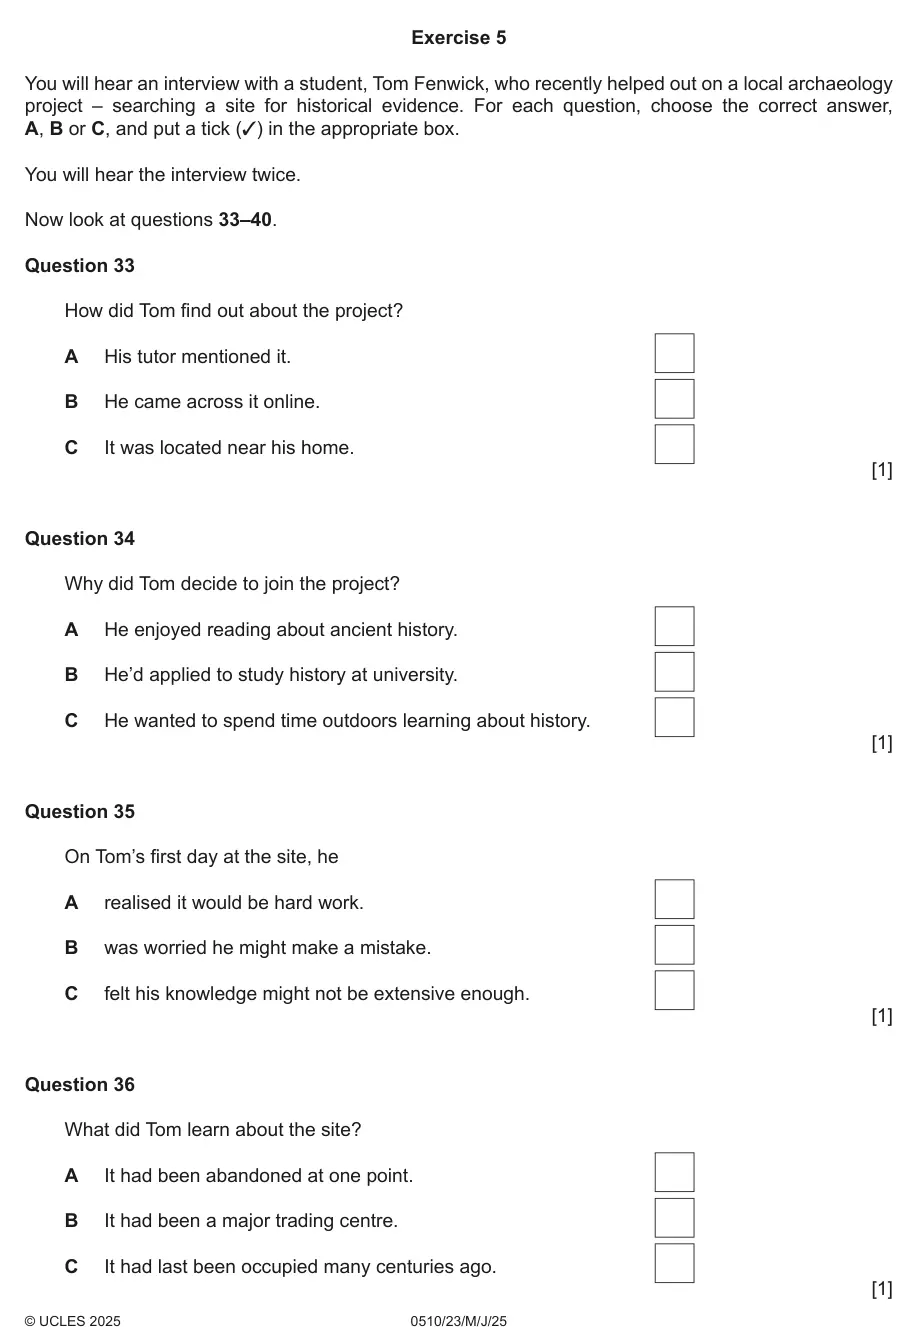 Exercise 5
You will hear an interview with a student, Tom Fenwick, who recently helped out on a local archaeology
project – searching a site for historical evidence. For each question, choose the correct answer,
A, B or C, and put a tick (✓) in the appropriate box.
You will hear the interview twice.
Now look at questions 33–40.
Question 33
How did Tom find out about the project?
A His tutor mentioned it.
B He came across it online.
C It was located near his home.
[1]
Question 34
Why did Tom decide to join the project?
A He enjoyed reading about ancient history.
B He’d applied to study history at university.
C He wanted to spend time outdoors learning about history.
[1]
Question 35
On Tom’s first day at the site, he
A realised it would be hard work.
B was worried he might make a mistake.
C felt his knowledge might not be extensive enough.
[1]
Question 36
What did Tom learn about the site?
A It had been abandoned at one point.
B It had been a major trading centre.
C It had last been occupied many centuries ago.
[1]
© UCLES 2025 0510/23/M/J/25